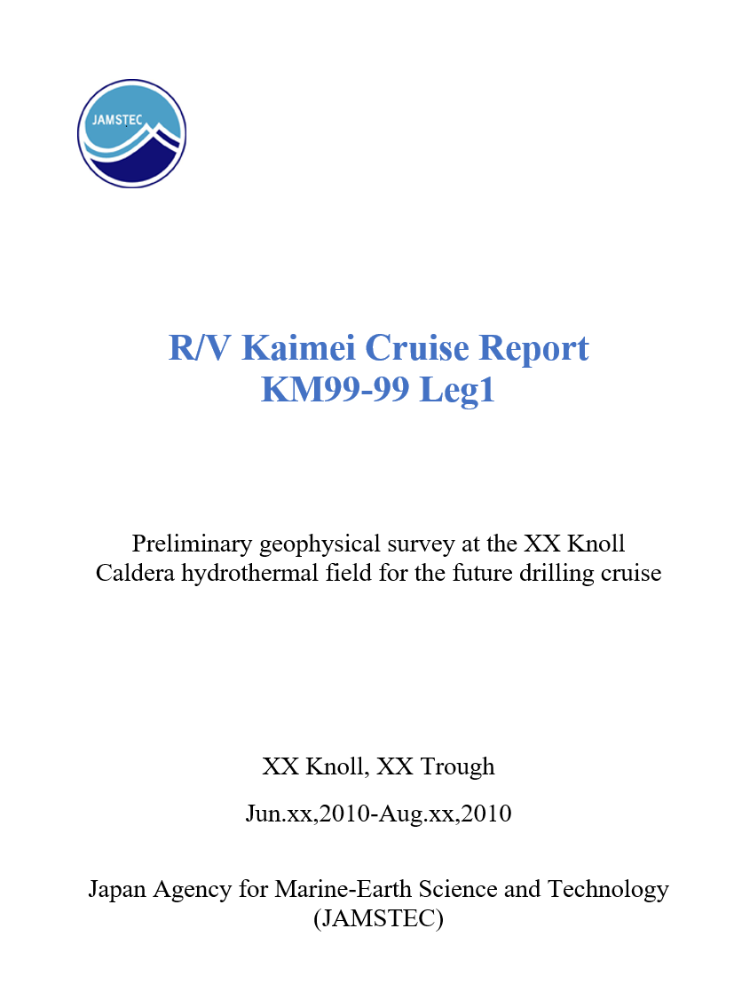 JAMSTEC
R/V Kaimei Cruise Report
KM99-99 Leg1
Preliminary geophysical survey at the XX Knoll
Caldera hydrothermal field for the future drilling cruise
XX Knoll, XX Trough
Jun.xx,2010-Aug.xx,2010
Japan Agency for Marine-Earth Science and Technology
(JAMSTEC)